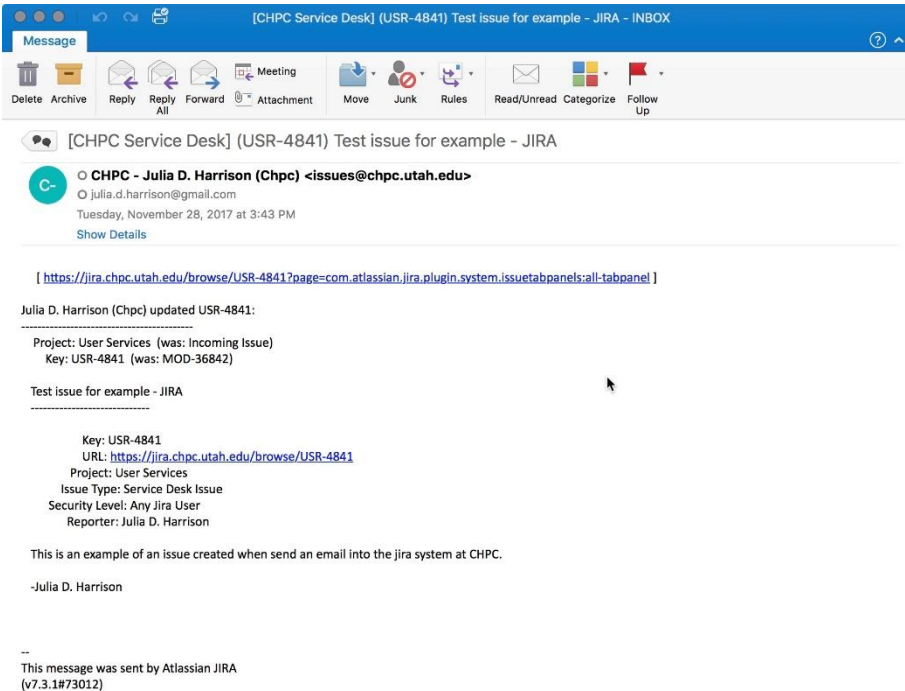 [CHPC Service Desk] (USR-4841) Test issue for example - JIRA - INBOX
Message
Delete Archive Reply Reply All Forward Meeting Attachment Move Junk Rules Read/Unread Categorize Follow Up
[CHPC Service Desk] (USR-4841) Test issue for example - JIRA
C-
CHPC - Julia D. Harrison (Chpc) <issues@chpc.utah.edu>
julia.d.harrison@gmail.com
Tuesday, November 28, 2017 at 3:43 PM
Show Details
[ https://jira.chpc.utah.edu/browse/USR-4841?page=com.atlassian.jira.plugin.system.issuetabpanels:all-tabpanel ]
Julia D. Harrison (Chpc) updated USR-4841:
------------------------------------------
Project: User Services (was: Incoming Issue)
Key: USR-4841 (was: MOD-36842)
Test issue for example - JIRA
-----------------------------
Key: USR-4841
URL: https://jira.chpc.utah.edu/browse/USR-4841
Project: User Services
Issue Type: Service Desk Issue
Security Level: Any Jira User
Reporter: Julia D. Harrison
This is an example of an issue created when send an email into the jira system at CHPC.
-Julia D. Harrison
--
This message was sent by Atlassian JIRA
(v7.3.1#73012)